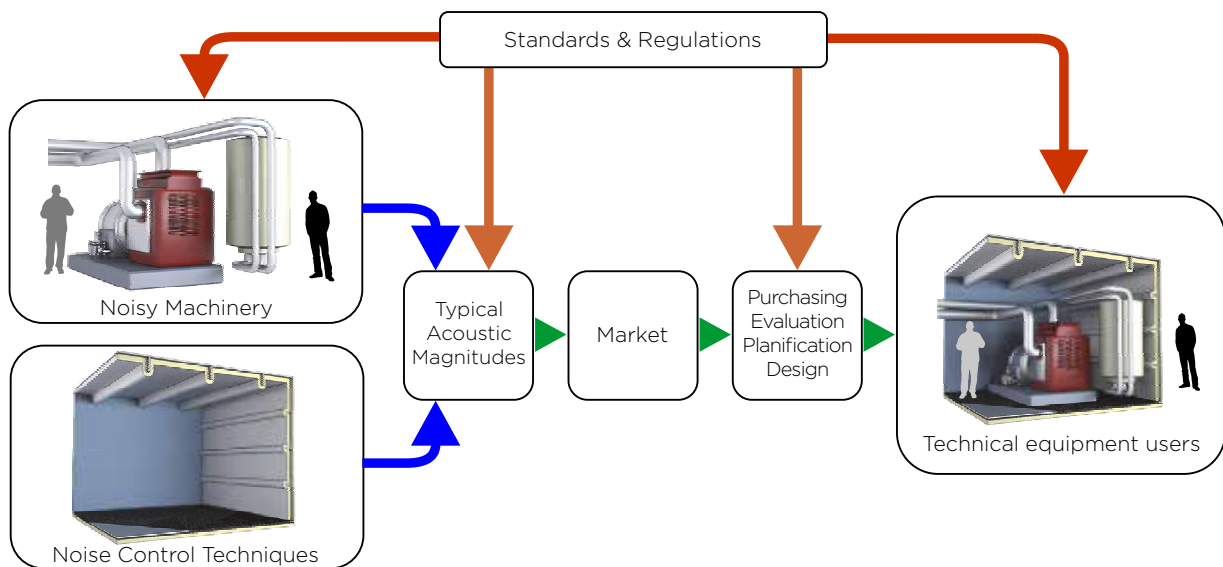 Standards & Regulations
Noisy Machinery
Typical
Acoustic
Magnitudes
Market
Purchasing
Evaluation
Planification
Design
Technical equipment users
Noise Control Techniques